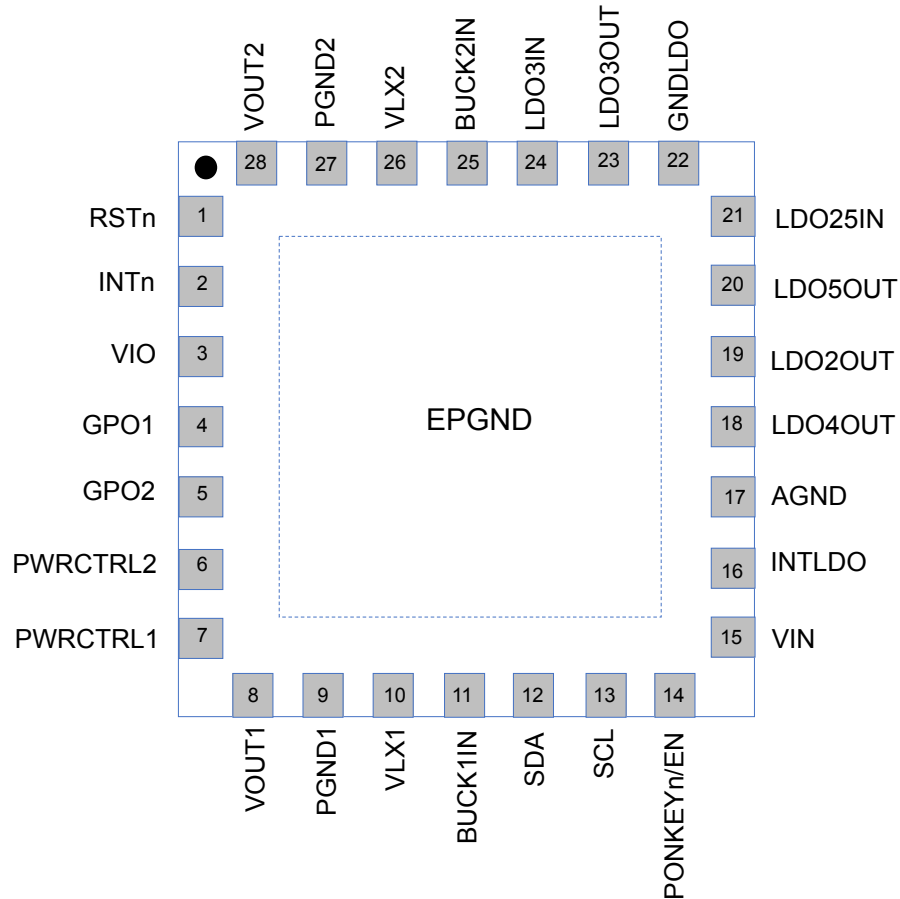 VOUT2
PGND2
VLX2
BUCK2IN
LDO3IN
LDO3OUT
GNDLDO
28
27
26
25
24
23
22
RSTn
1
21
LDO25IN
INTn
2
20
LDO5OUT
VIO
3
19
LDO2OUT
GPO1
4
EPGND
18
LDO4OUT
GPO2
5
17
AGND
PWRCTRL2
6
16
INTLDO
PWRCTRL1
7
15
VIN
8
9
10
11
12
13
14
VOUT1
PGND1
VLX1
BUCK1IN
SDA
SCL
PONKEYn/EN